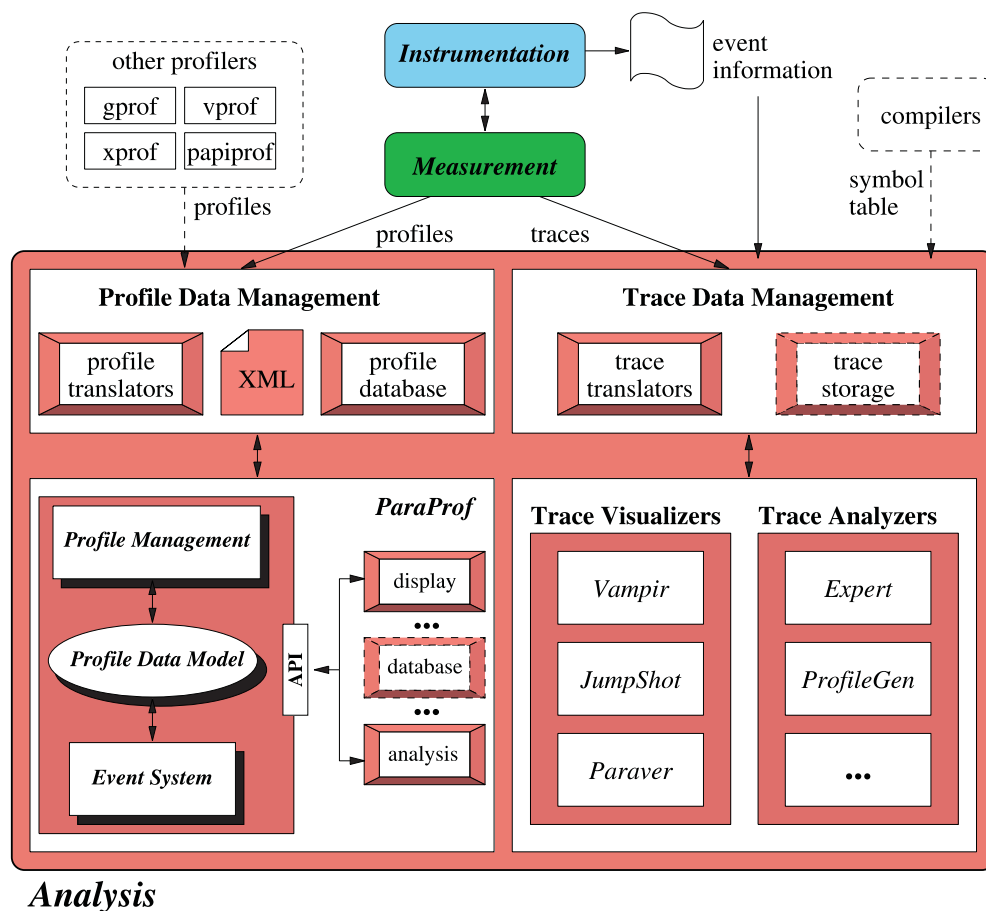 other profilers
gprof
vprof
xprof
papiprof
profiles
Instrumentation
event
information
Measurement
compilers
symbol
table
profiles
traces
Profile Data Management
profile
translators
XML
profile
database
Trace Data Management
trace
translators
trace
storage
ParaProf
Profile Management
Profile Data Model
Event System
API
display
...
database
...
analysis
Trace Visualizers
Vampir
JumpShot
Paraver
Trace Analyzers
Expert
ProfileGen
...
Analysis